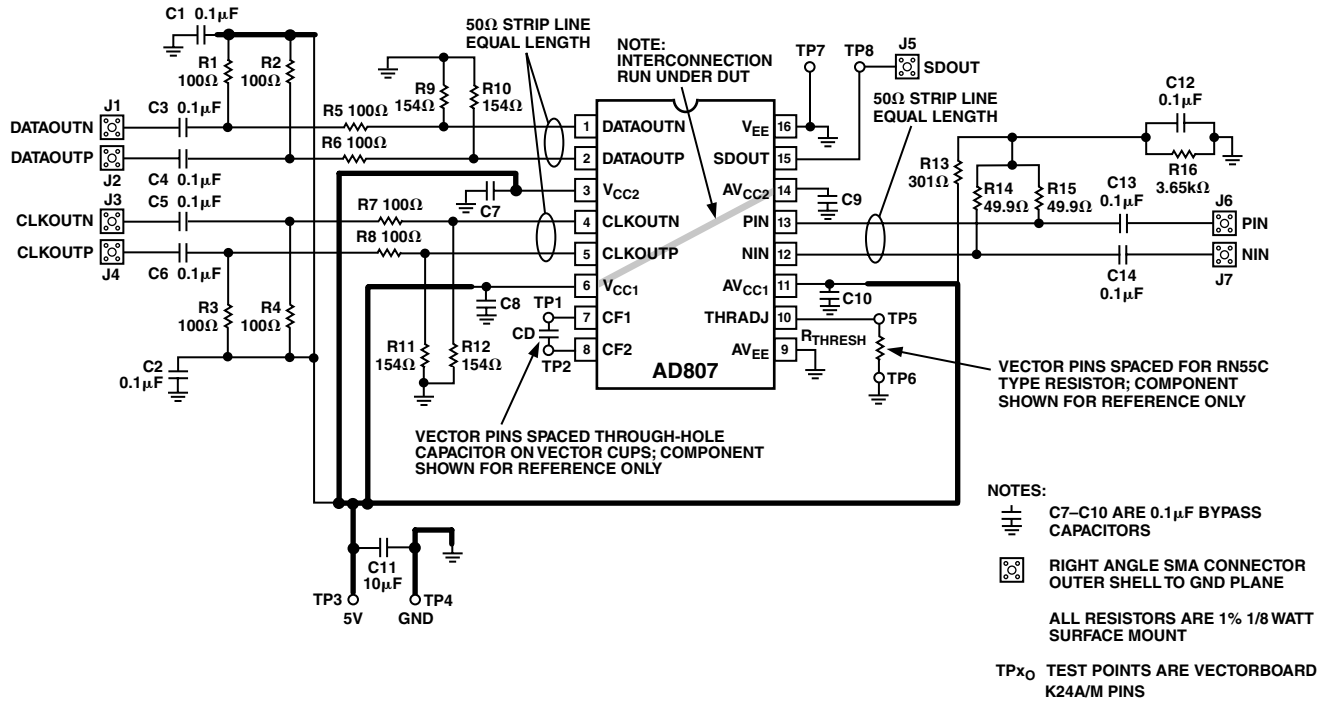 C1 0.1μF
R1
100Ω
R2
100Ω
50Ω STRIP LINE
EQUAL LENGTH
NOTE:
INTERCONNECTION
RUN UNDER DUT
TP7
TP8
J5
SDOUT
C12
0.1μF
R16
3.65kΩ
50Ω STRIP LINE
EQUAL LENGTH
R9
154Ω
R10
154Ω
J1
C3
0.1μF
DATAOUTN
R5 100Ω
DATAOUTP
R6 100Ω
J2
C4 0.1μF
J3
C5 0.1μF
CLKOUTN
R7 100Ω
CLKOUTP
R8 100Ω
J4
C6 0.1μF
C7
C8
R3
100Ω
R4
100Ω
C2
0.1μF
R11
154Ω
R12
154Ω
TP1
CD
TP2
1 DATAOUTN
2 DATAOUTP
3 VCC2
4 CLKOUTN
5 CLKOUTP
6 VCC1
7 CF1
8 CF2
VEE 16
SDOUT 15
AVCC2 14
PIN 13
NIN 12
AVCC1 11
THRADJ 10
AVEE 9
AD807
C9
C10
R13
301Ω
R14
49.9Ω
R15
49.9Ω
C13
0.1μF
J6
PIN
NIN
J7
C14
0.1μF
TP5
RTHRESH
TP6
VECTOR PINS SPACED FOR RN55C
TYPE RESISTOR; COMPONENT
SHOWN FOR REFERENCE ONLY
VECTOR PINS SPACED THROUGH-HOLE
CAPACITOR ON VECTOR CUPS; COMPONENT
SHOWN FOR REFERENCE ONLY
C11
10μF
TP3
5V
TP4
GND
NOTES:
C7–C10 ARE 0.1μF BYPASS
CAPACITORS
RIGHT ANGLE SMA CONNECTOR
OUTER SHELL TO GND PLANE
ALL RESISTORS ARE 1% 1/8 WATT
SURFACE MOUNT
TPxO TEST POINTS ARE VECTORBOARD
K24A/M PINS